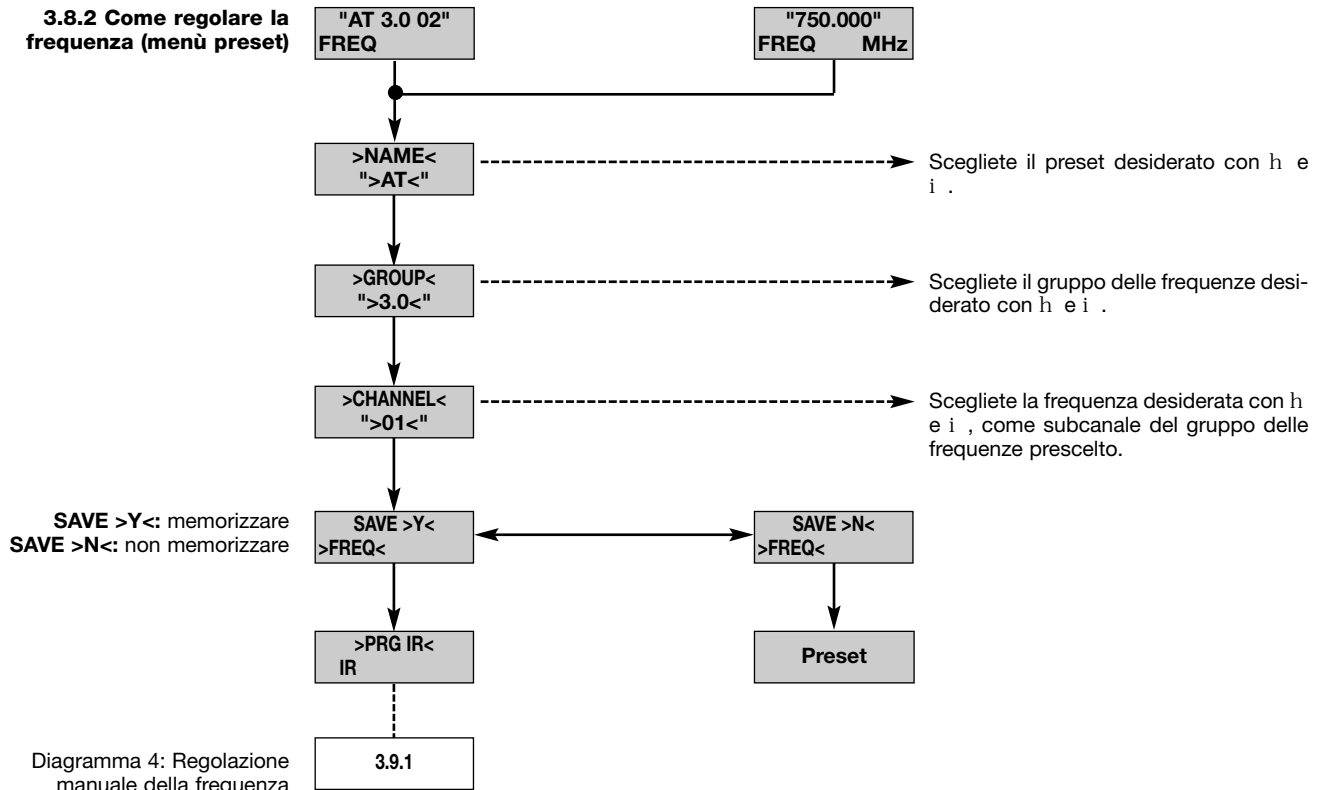 3.8.2 Come regolare la
frequenza (menù preset)
"AT 3.0 02"
FREQ
"750.000"
FREQ MHz
>NAME<
">AT<"
Scegliete il preset desiderato con h e
i .
>GROUP<
">3.0<"
Scegliete il gruppo delle frequenze desi-
derato con h e i .
>CHANNEL<
">01<"
Scegliete la frequenza desiderata con h
e i , come subcanale del gruppo delle
frequenze prescelto.
SAVE >Y<: memorizzare
SAVE >N<: non memorizzare
SAVE >Y<
>FREQ<
SAVE >N<
>FREQ<
>PRG IR<
IR
Preset
Diagramma 4: Regolazione
manuale della frequenza
3.9.1